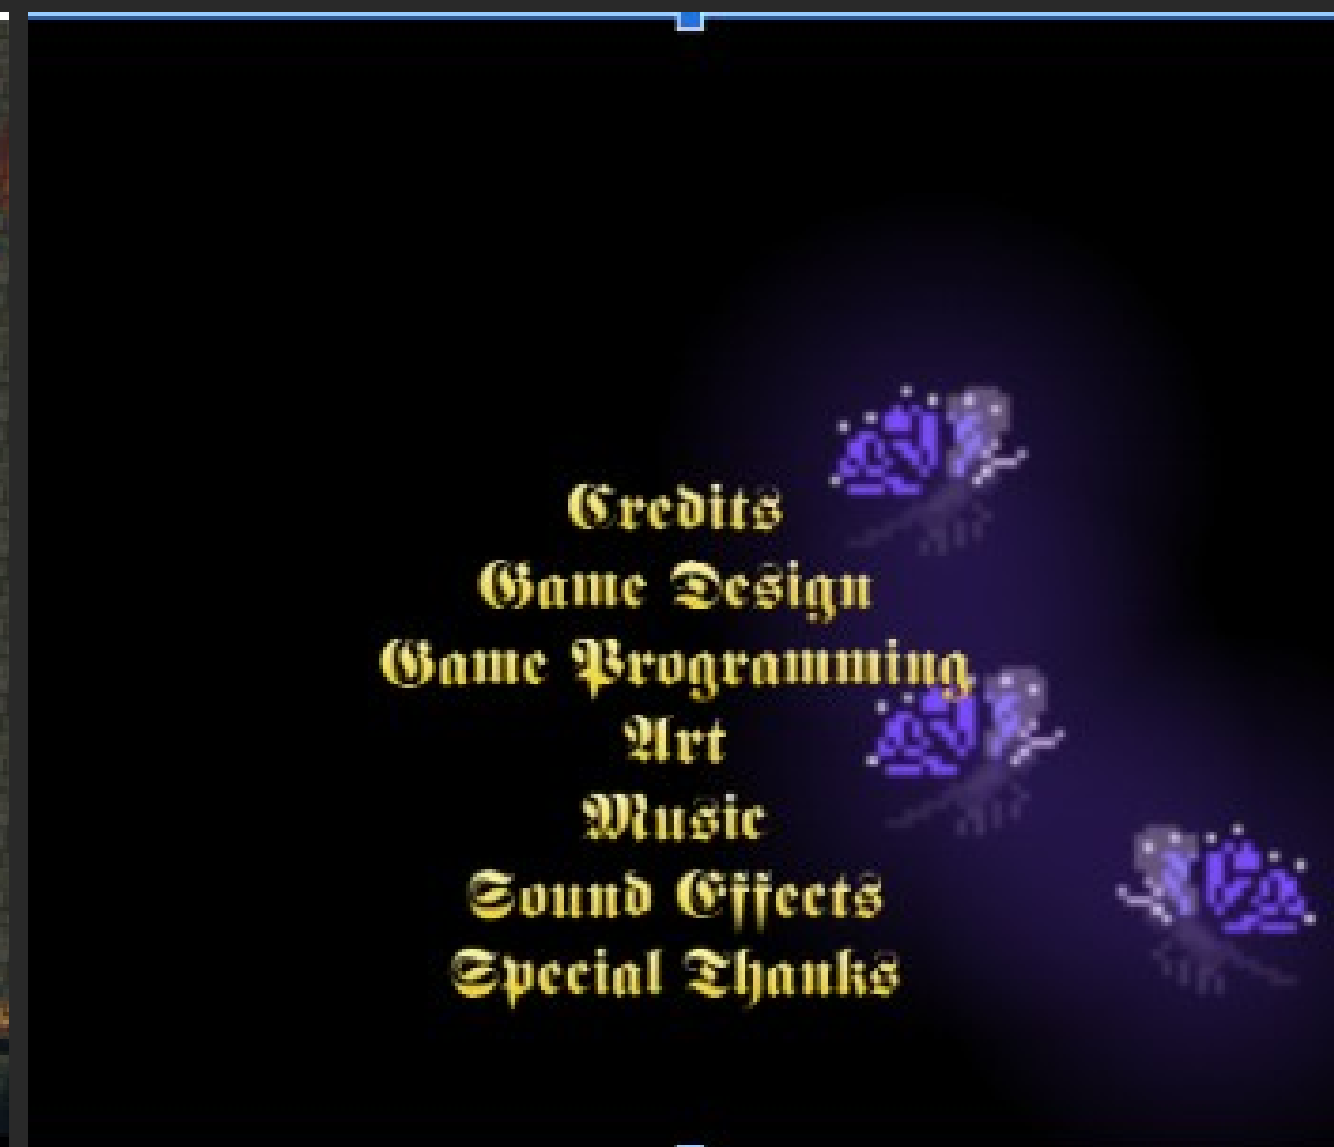 Credits
Game Design
Game Programming
Art
Music
Sound Effects
Special Thanks